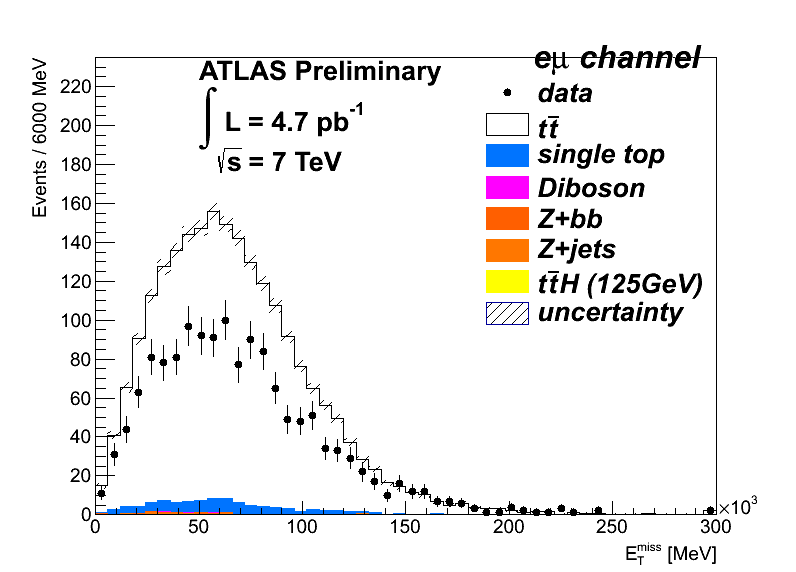 eμ channel
ATLAS Preliminary
∫ L = 4.7 pb⁻¹
√s = 7 TeV
data
tt̅
single top
Diboson
Z+bb
Z+jets
tt̅H (125GeV)
uncertainty
Events / 6000 MeV
220
200
180
160
140
120
100
80
60
40
20
0
0 50 100 150 200 250 300
×10³
E_T^miss [MeV]